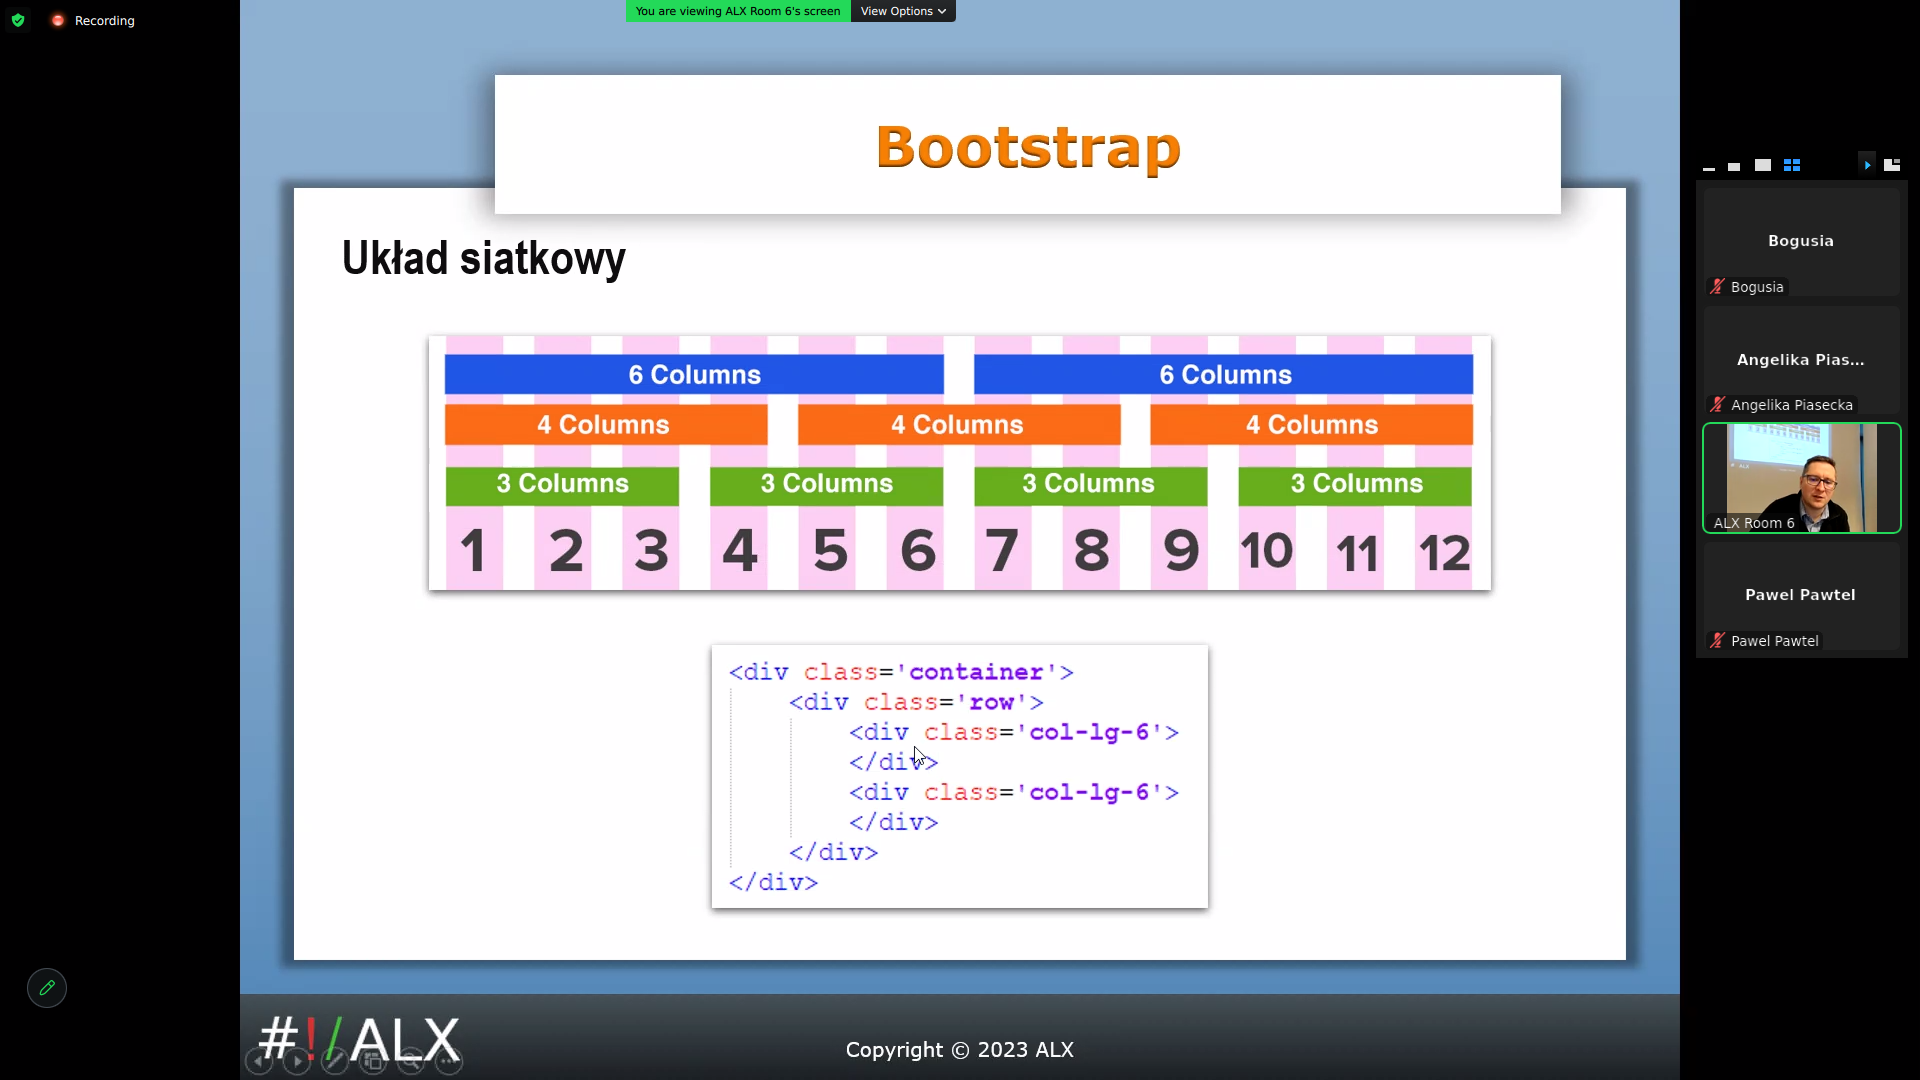 Recording
You are viewing ALX Room 6's screen
View Options
Bootstrap
Układ siatkowy
6 Columns 6 Columns
4 Columns 4 Columns 4 Columns
3 Columns 3 Columns 3 Columns 3 Columns
1 2 3 4 5 6 7 8 9 10 11 12
<div class='container'>
<div class='row'>
<div class='col-lg-6'>
</div>
<div class='col-lg-6'>
</div>
</div>
</div>
#!/ALX
Copyright © 2023 ALX
Bogusia
Bogusia
Angelika Pias...
Angelika Piasecka
ALX Room 6
Pawel Pawtel
Pawel Pawtel